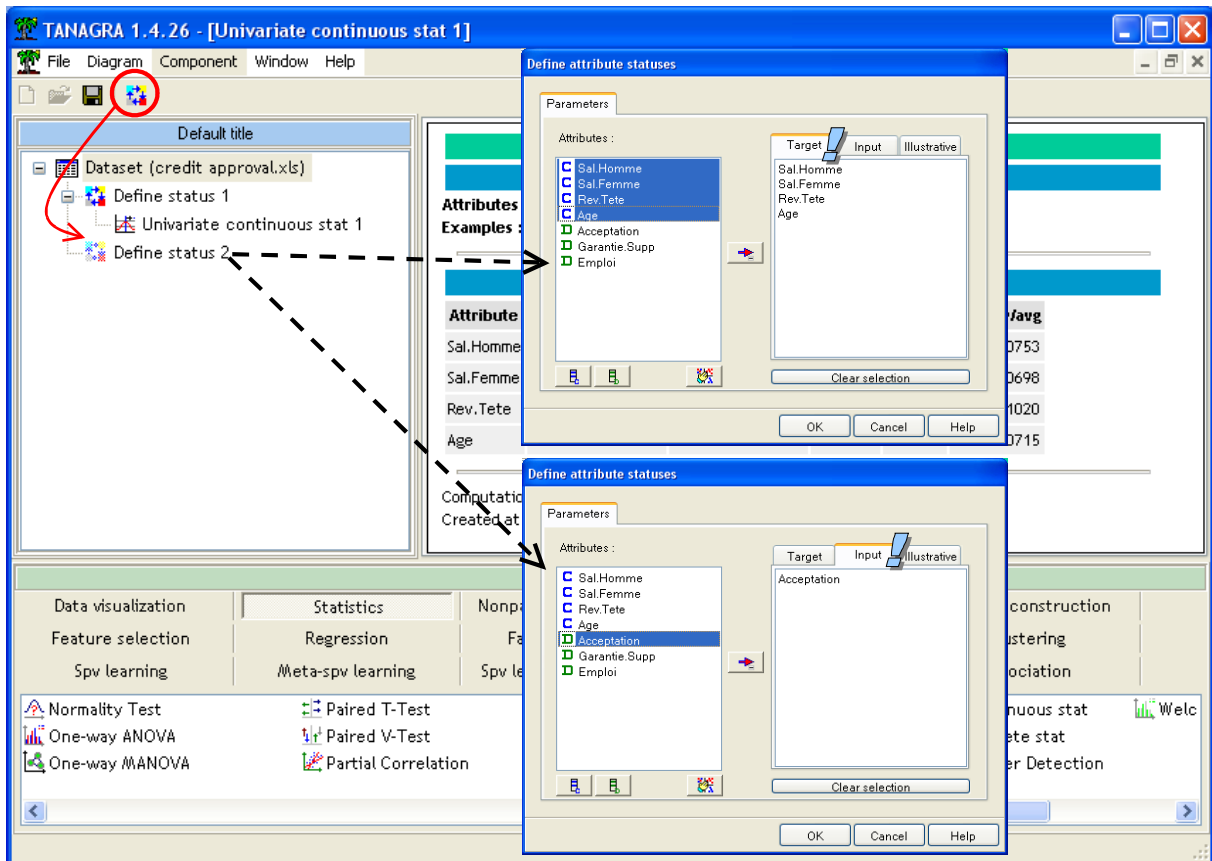 TANAGRA 1.4.26 - [Univariate continuous stat 1]
File Diagram Component Window Help
Default title
Dataset (credit approval.xls)
Define status 1
Univariate continuous stat 1
Define status 2
Attributes
Examples :
Attribute
Sal.Homme
Sal.Femme
Rev.Tete
Age
/avg
0753
0698
1020
0715
Created at
Define attribute statuses
Parameters
Attributes :
C Sal.Homme
C Sal.Femme
C Rev.Tete
C Age
D Acceptation
D Garantie.Supp
D Emploi
Target Input Illustrative
Sal.Homme
Sal.Femme
Rev.Tete
Age
Clear selection
OK Cancel Help
Define attribute statuses
Parameters
Attributes :
C Sal.Homme
C Sal.Femme
C Rev.Tete
C Age
D Acceptation
D Garantie.Supp
D Emploi
Target Input Illustrative
Acceptation
Clear selection
OK Cancel Help
Data visualization Statistics Nonp construction
Feature selection Regression Fa stering
Spv learning Meta-spv learning Spv le ociation
Normality Test Paired T-Test nuous stat Welc
One-way ANOVA Paired V-Test ete stat
One-way MANOVA Partial Correlation er Detection